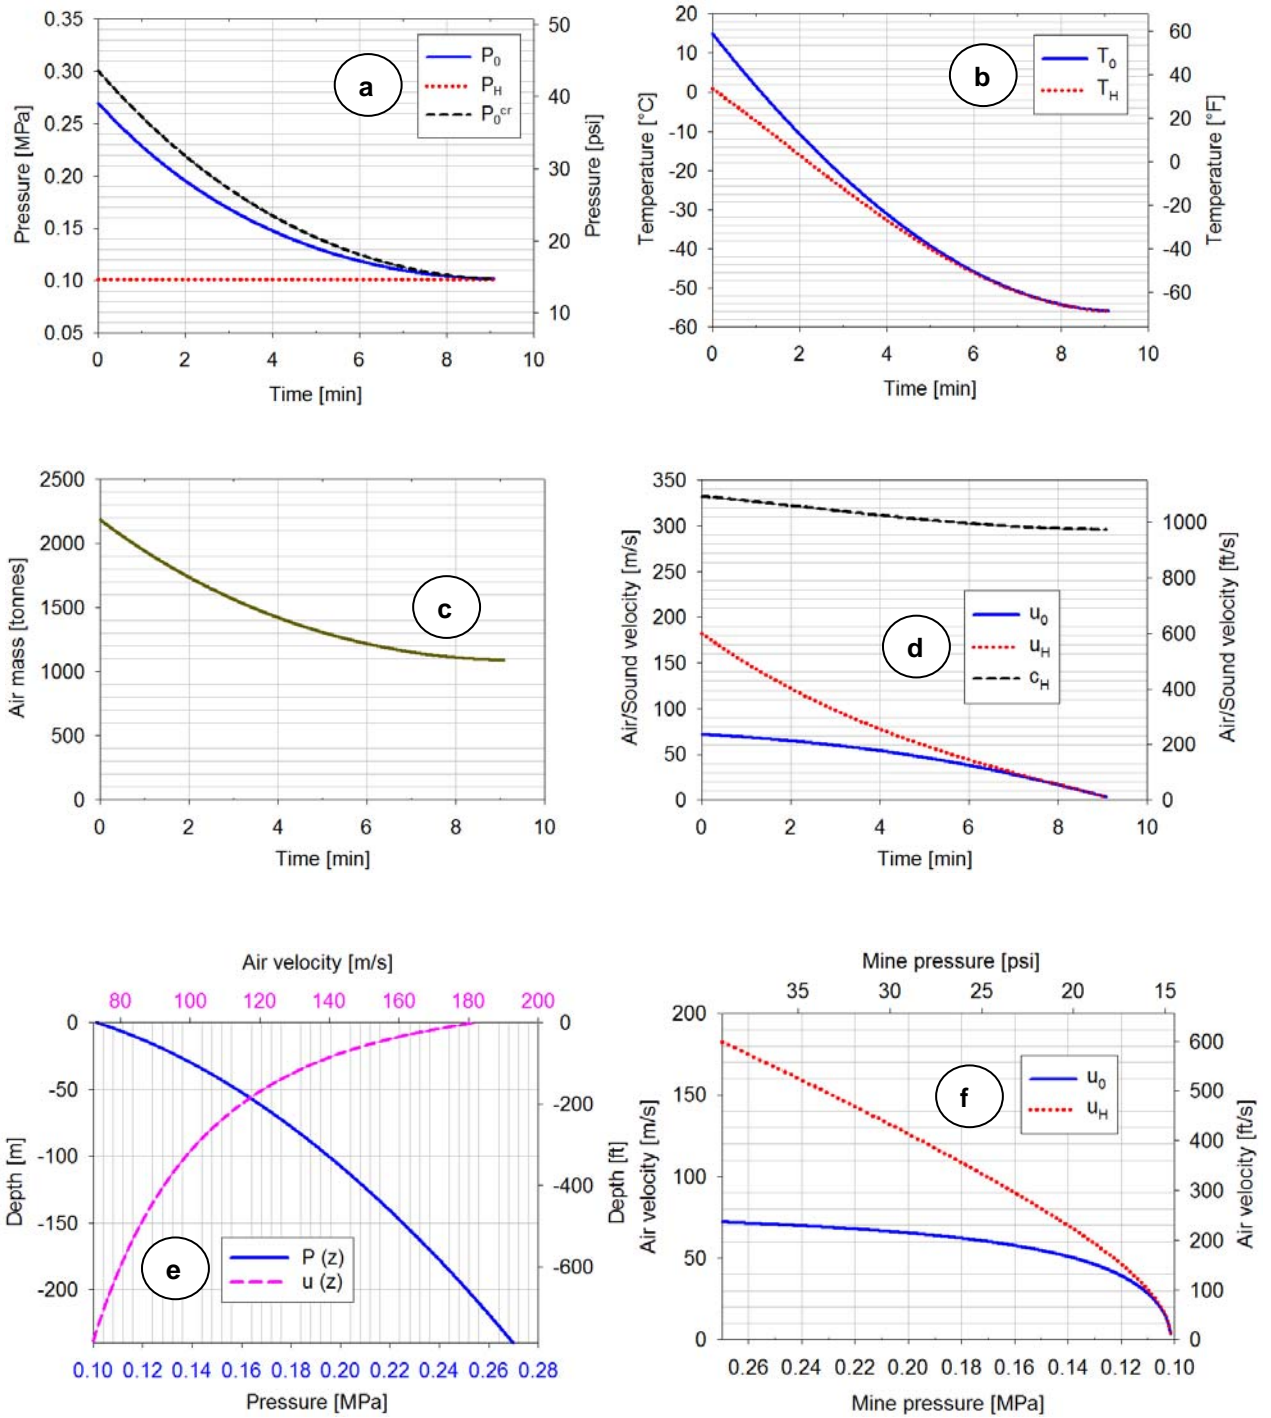 0.35
0.30
0.25
0.20
0.15
0.10
0.05
Pressure [MPa]
50
40
30
20
10
Pressure [psi]
a
P0
PH
P0cr
0 2 4 6 8 10
Time [min]
20
10
0
-10
-20
-30
-40
-50
-60
Temperature [°C]
60
40
20
0
-20
-40
-60
Temperature [°F]
b
T0
TH
0 2 4 6 8 10
Time [min]
2500
2000
1500
1000
500
0
Air mass [tonnes]
c
0 2 4 6 8 10
Time [min]
350
300
250
200
150
100
50
0
Air/Sound velocity [m/s]
1000
800
600
400
200
0
Air/Sound velocity [ft/s]
d
u0
uH
cH
0 2 4 6 8 10
Time [min]
Air velocity [m/s]
80 100 120 140 160 180 200
0
-50
-100
-150
-200
Depth [m]
0
-200
-400
-600
Depth [ft]
e
P (z)
u (z)
0.10 0.12 0.14 0.16 0.18 0.20 0.22 0.24 0.26 0.28
Pressure [MPa]
Mine pressure [psi]
35 30 25 20 15
200
150
100
50
0
Air velocity [m/s]
600
500
400
300
200
100
0
Air velocity [ft/s]
f
u0
uH
0.26 0.24 0.22 0.20 0.18 0.16 0.14 0.12 0.10
Mine pressure [MPa]